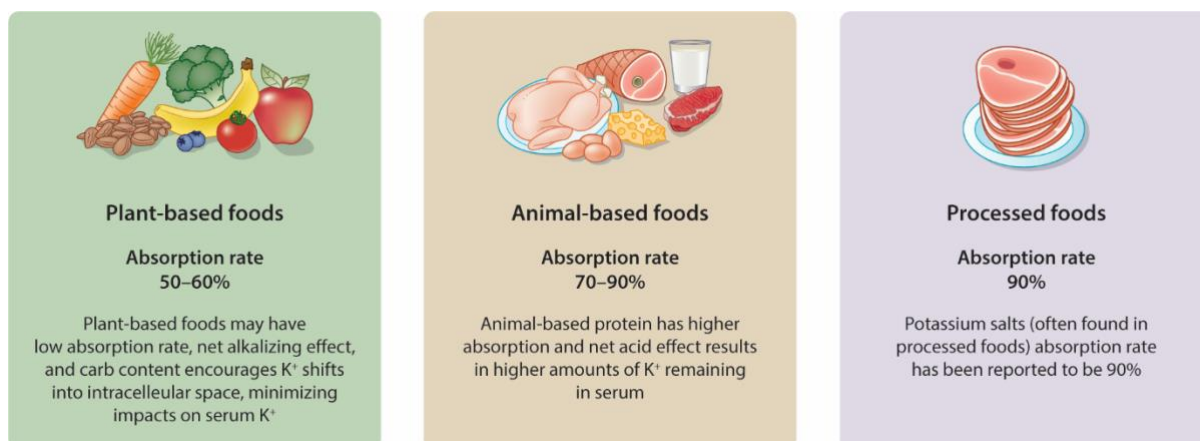 Plant-based foods
Absorption rate
50–60%
Plant-based foods may have
low absorption rate, net alkalizing effect,
and carb content encourages K⁺ shifts
into intracelleular space, minimizing
impacts on serum K⁺
Animal-based foods
Absorption rate
70–90%
Animal-based protein has higher
absorption and net acid effect results
in higher amounts of K⁺ remaining
in serum
Processed foods
Absorption rate
90%
Potassium salts (often found in
processed foods) absorption rate
has been reported to be 90%